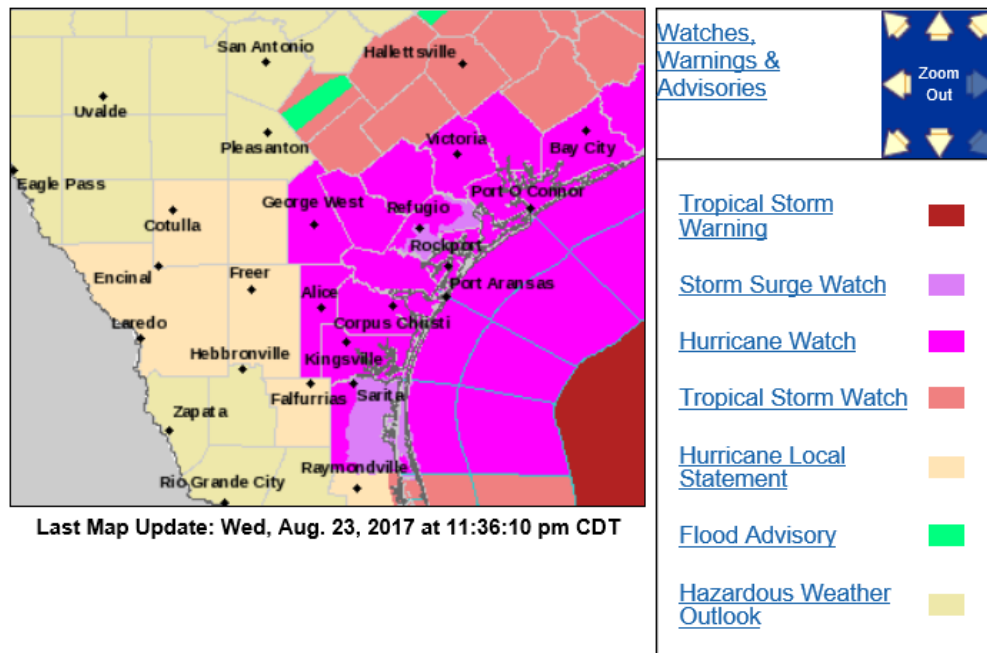 San Antonio
Hallettsville
Uvalde
Pleasanton
Victoria
Bay City
Eagle Pass
Port O Connor
George West
Refugio
Cotulla
Rockport
Encinal
Freer
Alice
Port Aransas
Laredo
Corpus Christi
Hebbronville
Kingsville
Falfurrias
Sarita
Zapata
Raymondville
Rio Grande City
Last Map Update: Wed, Aug. 23, 2017 at 11:36:10 pm CDT
Watches,
Warnings &
Advisories
Zoom
Out
Tropical Storm
Warning
Storm Surge Watch
Hurricane Watch
Tropical Storm Watch
Hurricane Local
Statement
Flood Advisory
Hazardous Weather
Outlook